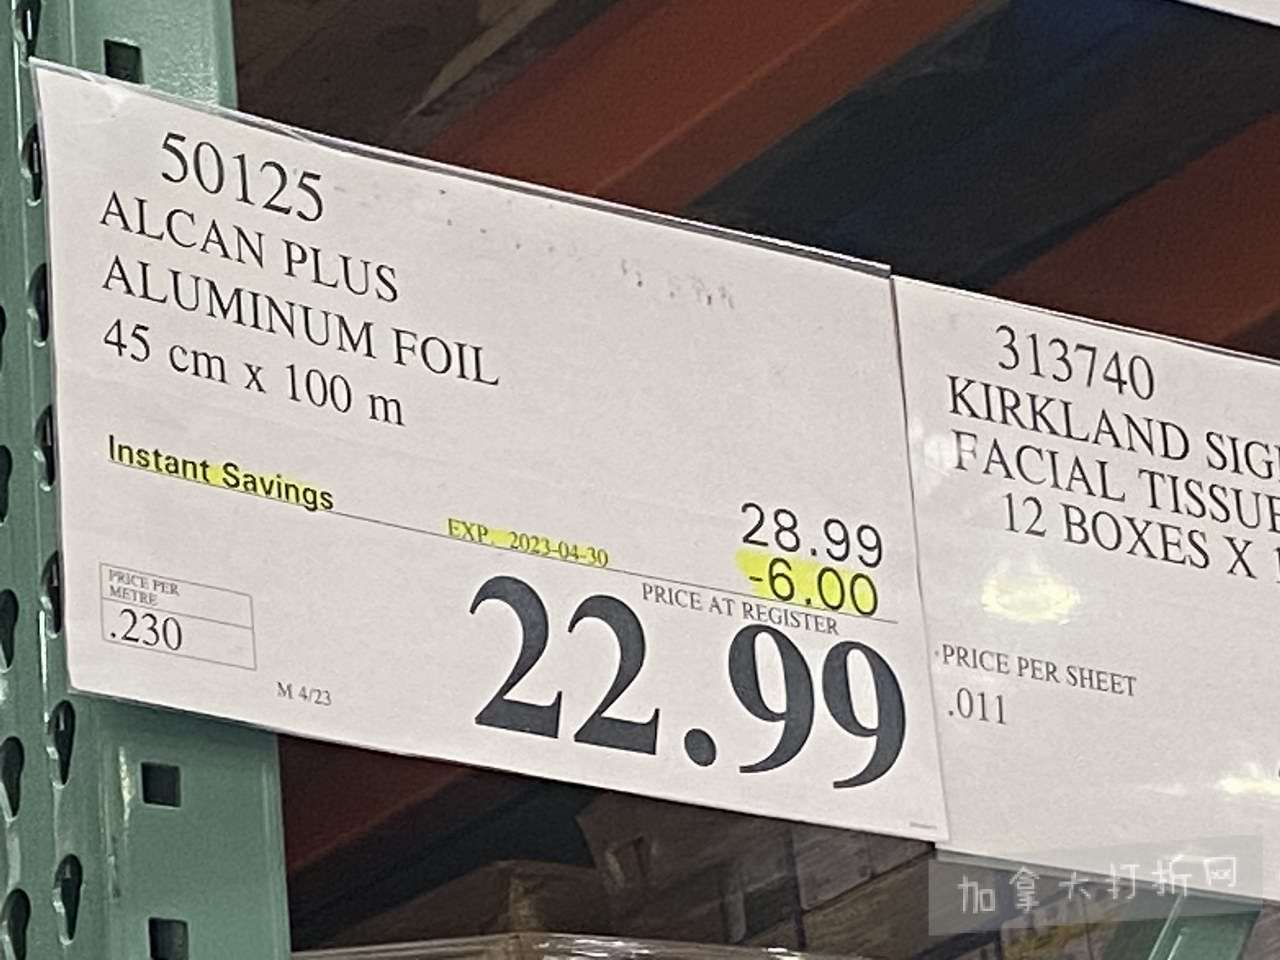 50125
ALCAN PLUS
ALUMINUM FOIL
45 cm x 100 m
Instant Savings
EXP. 2023-04-30
28.99
-6.00
PRICE AT REGISTER
22.99
PRICE PER
METRE
.230
M 4/23
313740
KIRKLAND SIG
FACIAL TISSUE
12 BOXES X 1
PRICE PER SHEET
.011
加拿大打折网